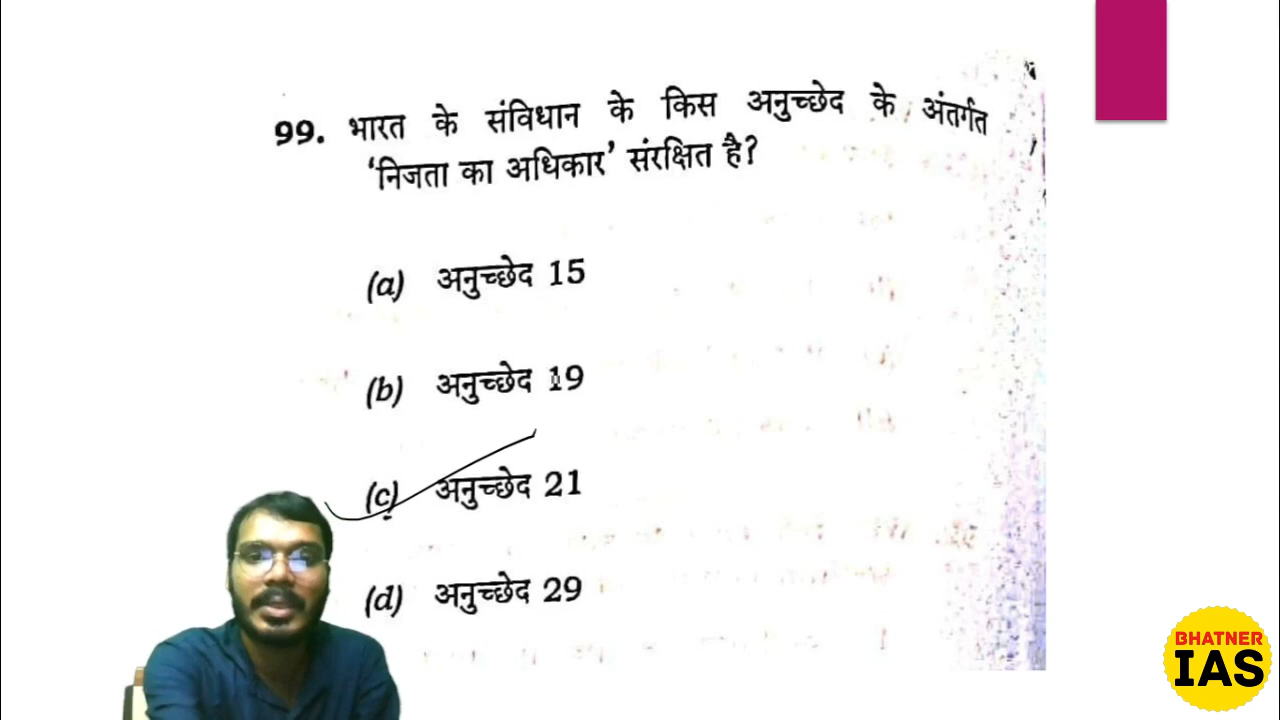 99. भारत के संविधान के किस अनुच्छेद के अंतर्गत
‘निजता का अधिकार’ संरक्षित है?
(a) अनुच्छेद 15
(b) अनुच्छेद 19
(c) अनुच्छेद 21
(d) अनुच्छेद 29
BHATNER
IAS